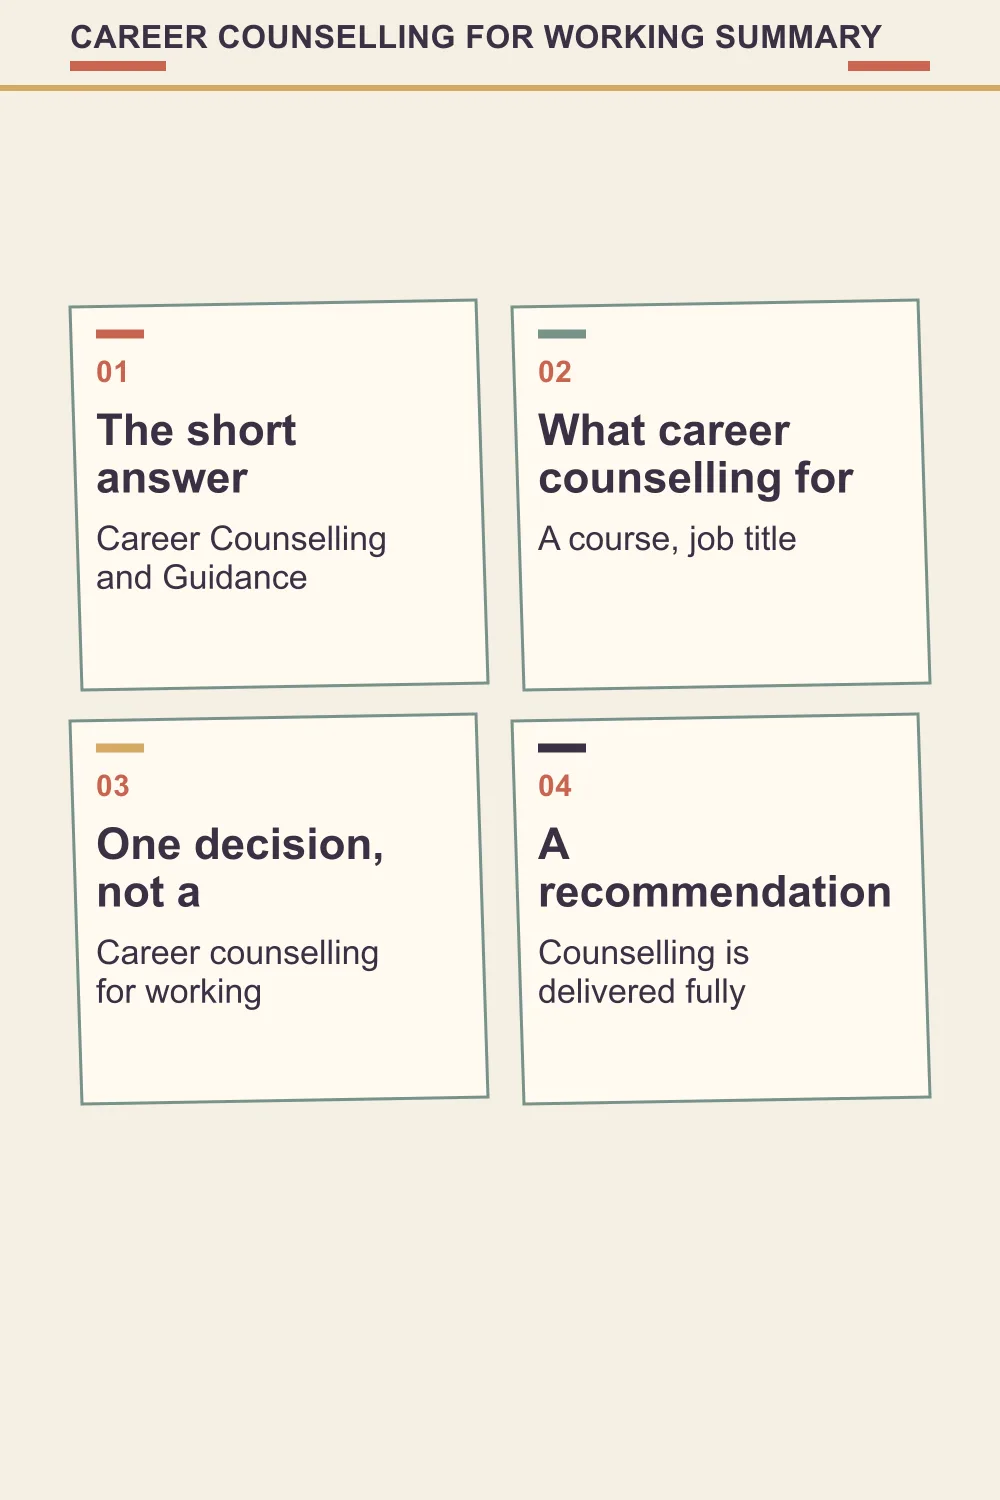 CAREER COUNSELLING FOR WORKING SUMMARY
01
The short
answer
Career Counselling
and Guidance
02
What career
counselling for
A course, job title
03
One decision,
not a
Career counselling
for working
04
A
recommendation
Counselling is
delivered fully